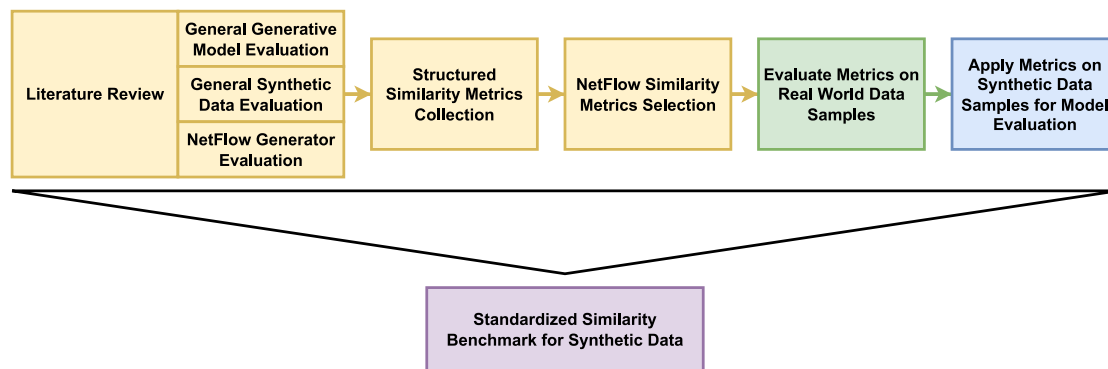 Literature Review
General Generative
Model Evaluation
General Synthetic
Data Evaluation
NetFlow Generator
Evaluation
Structured
Similarity Metrics
Collection
NetFlow Similarity
Metrics Selection
Evaluate Metrics on
Real World Data
Samples
Apply Metrics on
Synthetic Data
Samples for Model
Evaluation
Standardized Similarity
Benchmark for Synthetic Data